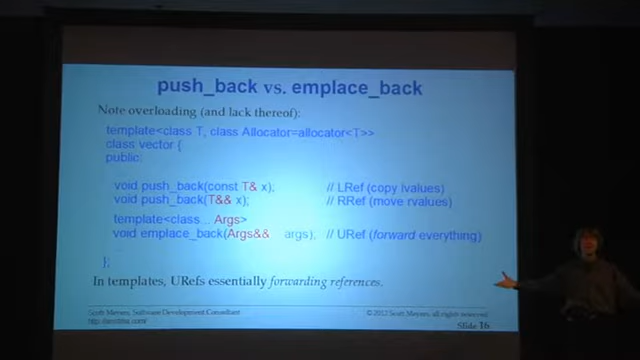 push_back vs. emplace_back
Note overloading (and lack thereof):
template<class T, class Allocator=allocator<T>>
class vector {
public:
void push_back(const T& x); // LRef (copy lvalues)
void push_back(T&& x); // RRef (move rvalues)
template<class... Args>
void emplace_back(Args&& args); // URef (forward everything)
};
In templates, URefs essentially forwarding references.
Scott Meyers, Software Development Consultant
© 2012 Scott Meyers, all rights reserved.
Slide 16